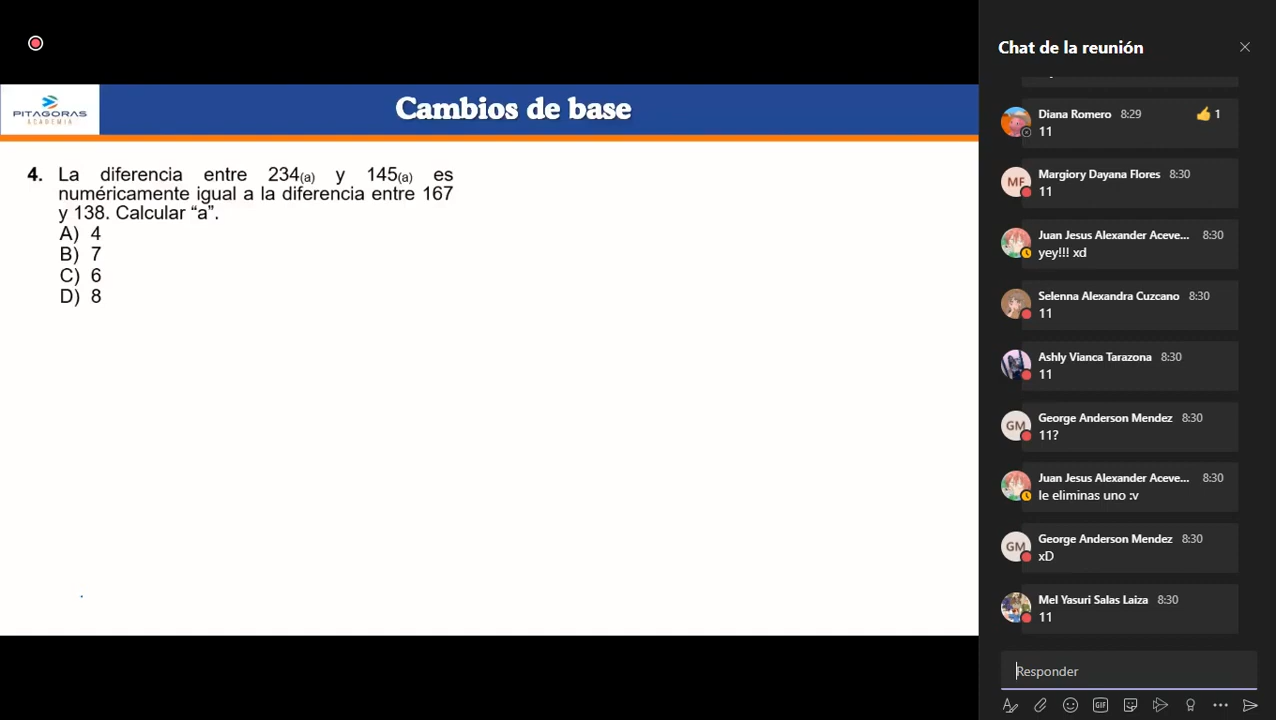 Cambios de base
PITAGORAS
ACADEMIA
4. La diferencia entre 234(a) y 145(a) es
numéricamente igual a la diferencia entre 167
y 138. Calcular “a”.
A) 4
B) 7
C) 6
D) 8
Chat de la reunión
Diana Romero 8:29
👍 1
11
MF
Margiory Dayana Flores 8:30
11
Juan Jesus Alexander Aceve... 8:30
yey!!! xd
Selenna Alexandra Cuzcano 8:30
11
Ashly Vianca Tarazona 8:30
11
GM
George Anderson Mendez 8:30
11?
Juan Jesus Alexander Aceve... 8:30
le eliminas uno :v
GM
George Anderson Mendez 8:30
xD
Mel Yasuri Salas Laiza 8:30
11
Responder
GIF